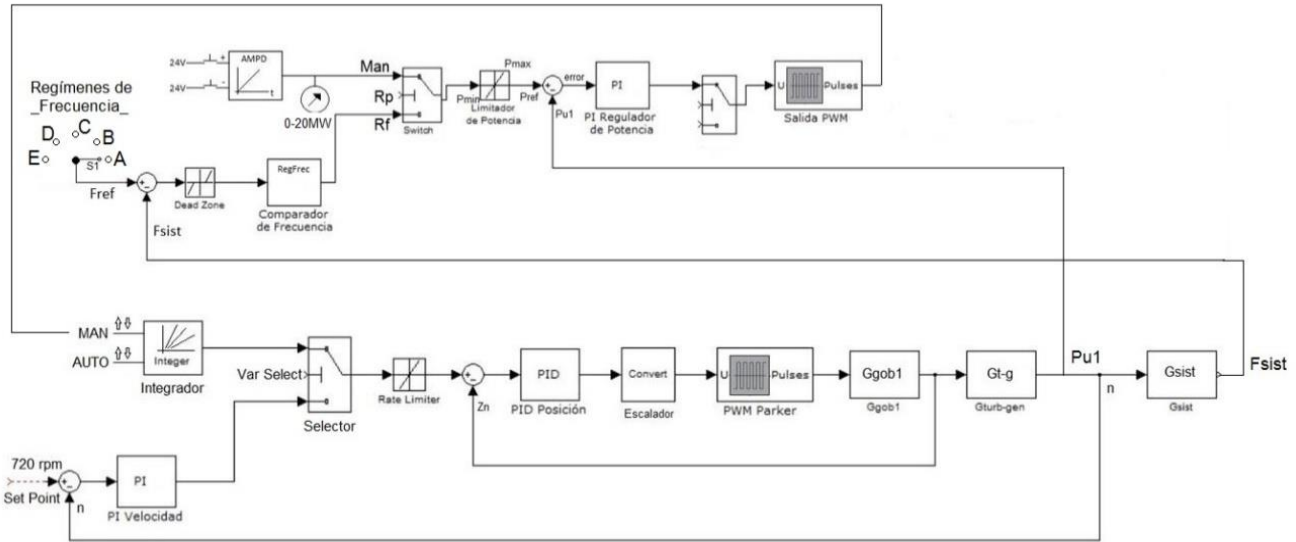 24V
+
24V
-
AMPD
t
0-20MW
Man
Rp
Rf
Switch
Pmax
Pmin
Limitador
de Potencia
Pref
+
-
error
Pu1
PI
PI Regulador
de Potencia
U
Pulses
Salida PWM
Regímenes de
_Frecuencia_
C
D
B
E
A
S1
Fref
+
-
Fsist
Dead Zone
RegFrec
Comparador
de Frecuencia
MAN
AUTO
Integer
Integrador
Var Select
Selector
Rate Limiter
+
-
Zn
PID
PID Posición
Convert
Escalador
U
Pulses
PWM Parker
Ggob1
Ggob1
Gt-g
Gturb-gen
Pu1
n
Gsist
Gsist
Fsist
720 rpm
Set Point
+
-
n
PI
PI Velocidad